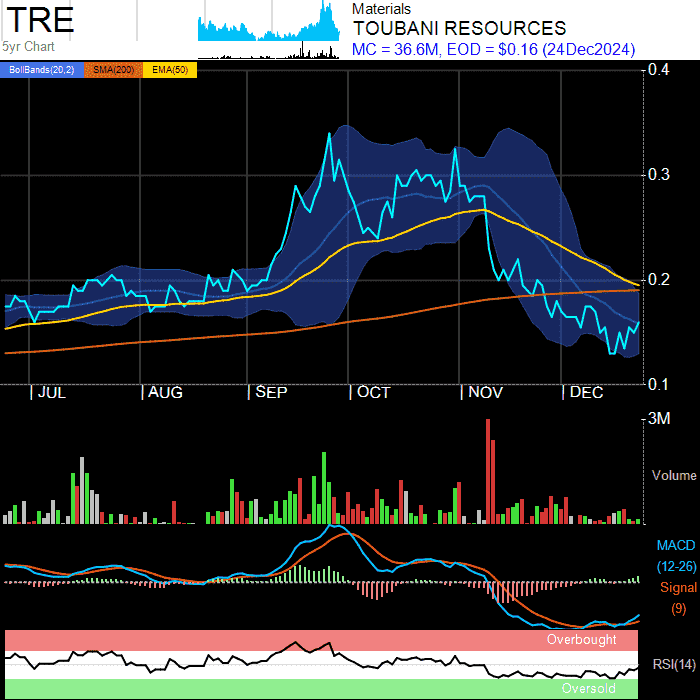 TRE
5yr Chart
Materials
TOUBANI RESOURCES
MC = 36.6M, EOD = $0.16 (24Dec2024)
BollBands(20,2) SMA(200) EMA(50)
0.4
0.3
0.2
0.1
JUL AUG SEP OCT NOV DEC
3M
Volume
MACD
(12-26)
Signal
(9)
Overbought
RSI(14)
Oversold